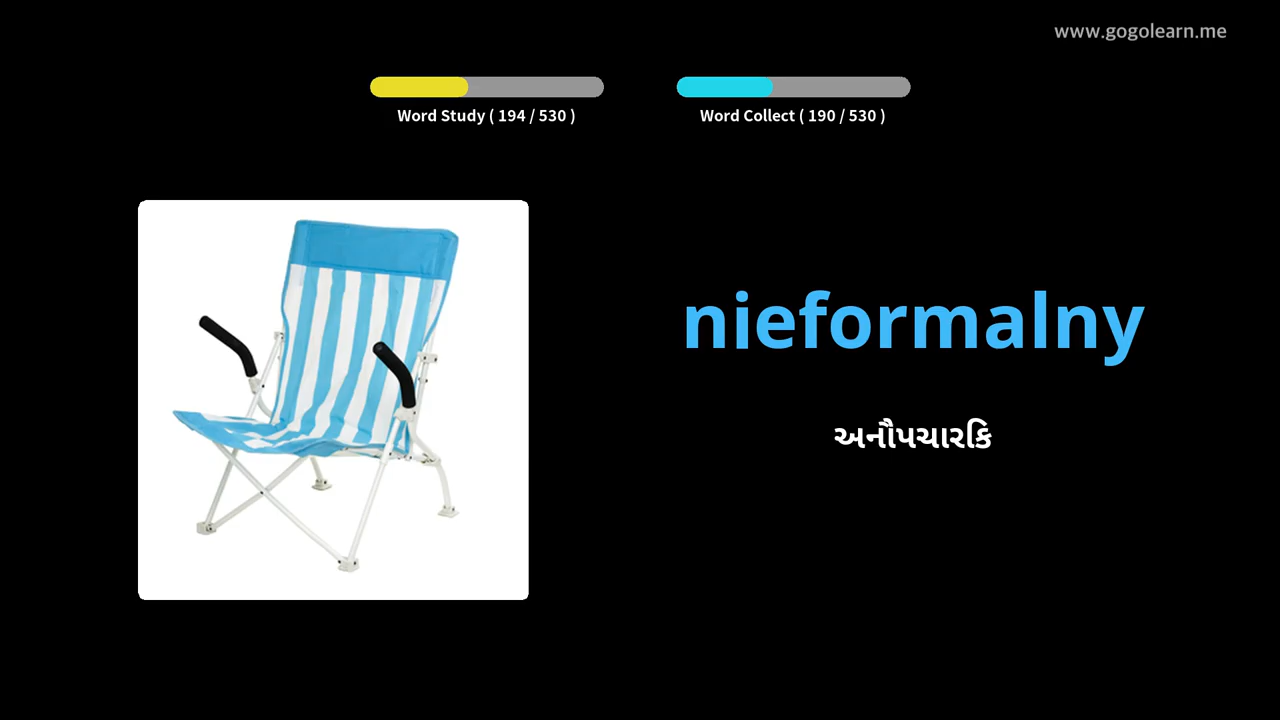 www.gogolearn.me
Word Study ( 194 / 530 )
Word Collect ( 190 / 530 )
nieformalny
અનૌપચારકિ